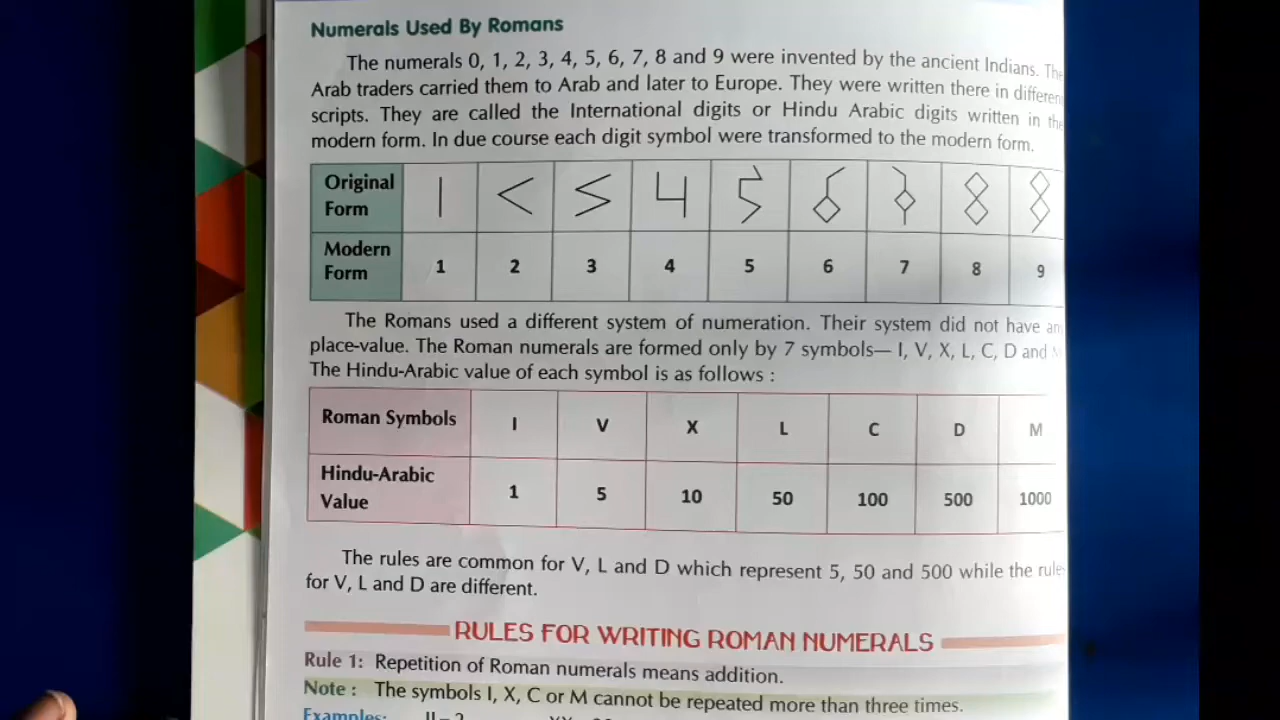 Numerals Used By Romans
The numerals 0, 1, 2, 3, 4, 5, 6, 7, 8 and 9 were invented by the ancient Indians. The
Arab traders carried them to Arab and later to Europe. They were written there in differen
scripts. They are called the International digits or Hindu Arabic digits written in the
modern form. In due course each digit symbol were transformed to the modern form.
Original Form
Modern Form 1 2 3 4 5 6 7 8 9
The Romans used a different system of numeration. Their system did not have an
place-value. The Roman numerals are formed only by 7 symbols— I, V, X, L, C, D and M
The Hindu-Arabic value of each symbol is as follows :
Roman Symbols I V X L C D M
Hindu-Arabic Value 1 5 10 50 100 500 1000
The rules are common for V, L and D which represent 5, 50 and 500 while the rules
for V, L and D are different.
RULES FOR WRITING ROMAN NUMERALS
Rule 1: Repetition of Roman numerals means addition.
Note : The symbols I, X, C or M cannot be repeated more than three times.
Examples: